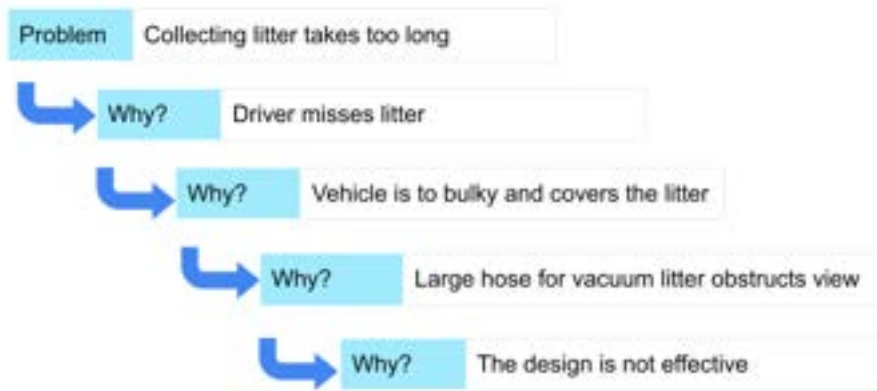 Problem Collecting litter takes too long
Why? Driver misses litter
Why? Vehicle is to bulky and covers the litter
Why? Large hose for vacuum litter obstructs view
Why? The design is not effective